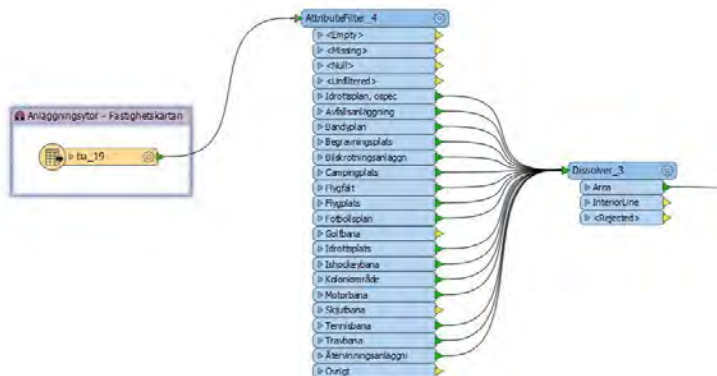 AttributeFilter_4
<Empty>
<Missing>
<Null>
<Unfiltered>
Idrottsplan, ospec
Avfallsanläggning
Bandyplan
Begravningsplats
Bilskrotningsanläggn
Campingplats
Flygfält
Flygplats
Fotbollsplan
Golfbana
Idrottsplats
Ishockeybana
Koloniområde
Motorbana
Skjutbana
Tennisbana
Travbana
Återvinningsanläggni
Övrigt
Anläggningsytor - Fastighetskartan
ba_19
Dissolver_3
Area
InteriorLine
<Rejected>